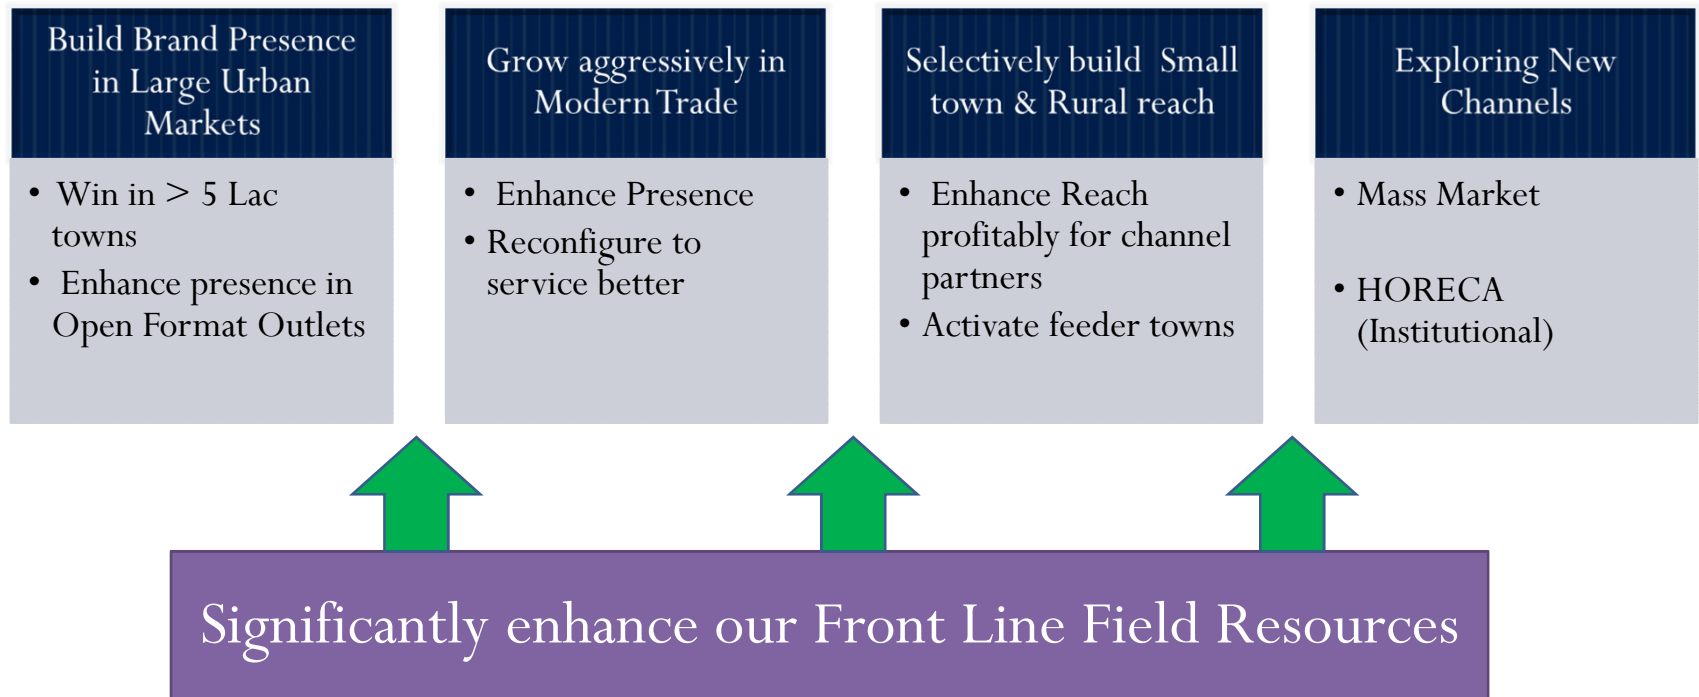 Build Brand Presence
in Large Urban
Markets
• Win in > 5 Lac
towns
• Enhance presence in
Open Format Outlets
Grow aggressively in
Modern Trade
• Enhance Presence
• Reconfigure to
service better
Selectively build Small
town & Rural reach
• Enhance Reach
profitably for channel
partners
• Activate feeder towns
Exploring New
Channels
• Mass Market
• HORECA
(Institutional)
Significantly enhance our Front Line Field Resources